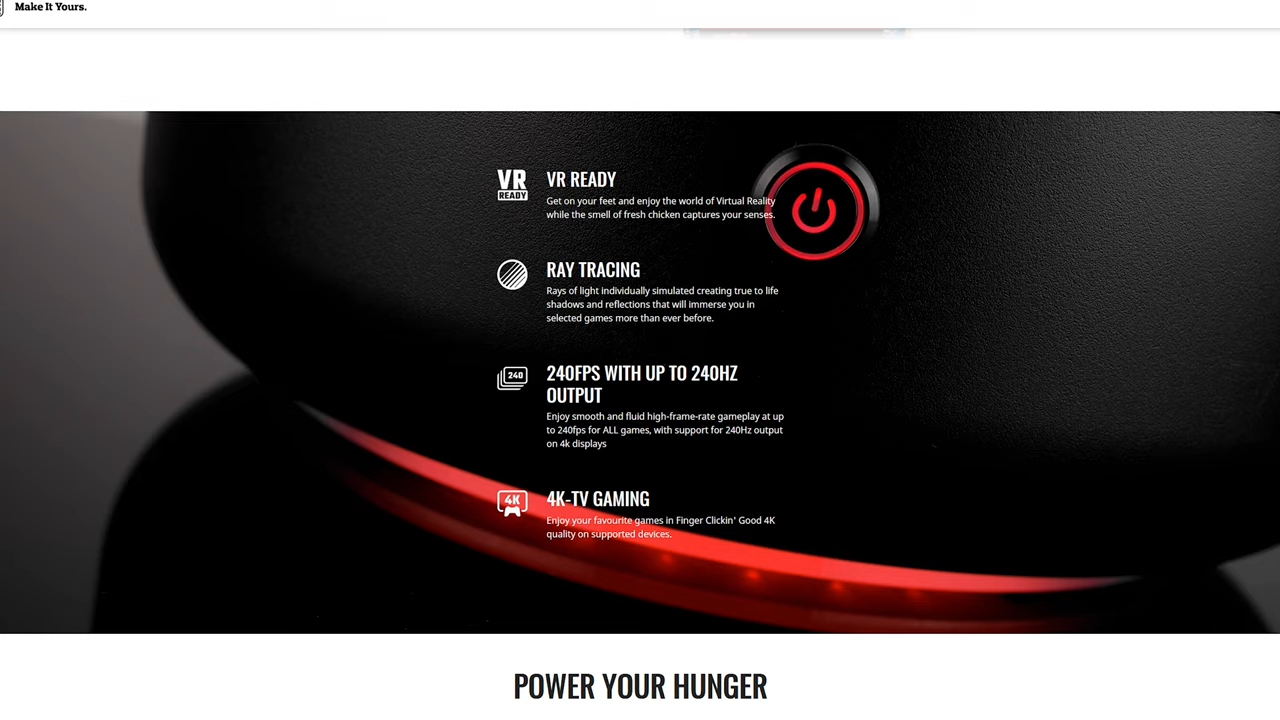 Make It Yours.
VR
READY
VR READY
Get on your feet and enjoy the world of Virtual Reality
while the smell of fresh chicken captures your senses.
RAY TRACING
Rays of light individually simulated creating true to life
shadows and reflections that will immerse you in
selected games more than ever before.
240
240FPS WITH UP TO 240HZ
OUTPUT
Enjoy smooth and fluid high-frame-rate gameplay at up
to 240fps for ALL games, with support for 240Hz output
on 4k displays
4K
4K-TV GAMING
Enjoy your favourite games in Finger Clickin' Good 4K
quality on supported devices.
POWER YOUR HUNGER